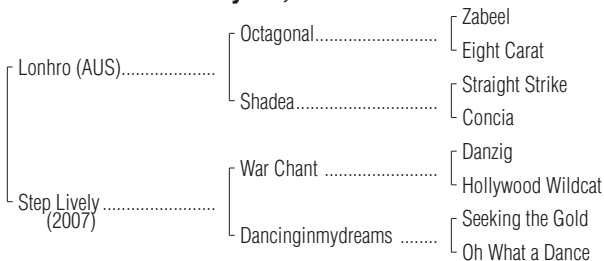 Zabeel
Octagonal
Eight Carat
Lonhro (AUS)
Straight Strike
Shadea
Concia
Danzig
War Chant
Hollywood Wildcat
Step Lively
(2007)
Seeking the Gold
Dancinginmydreams
Oh What a Dance